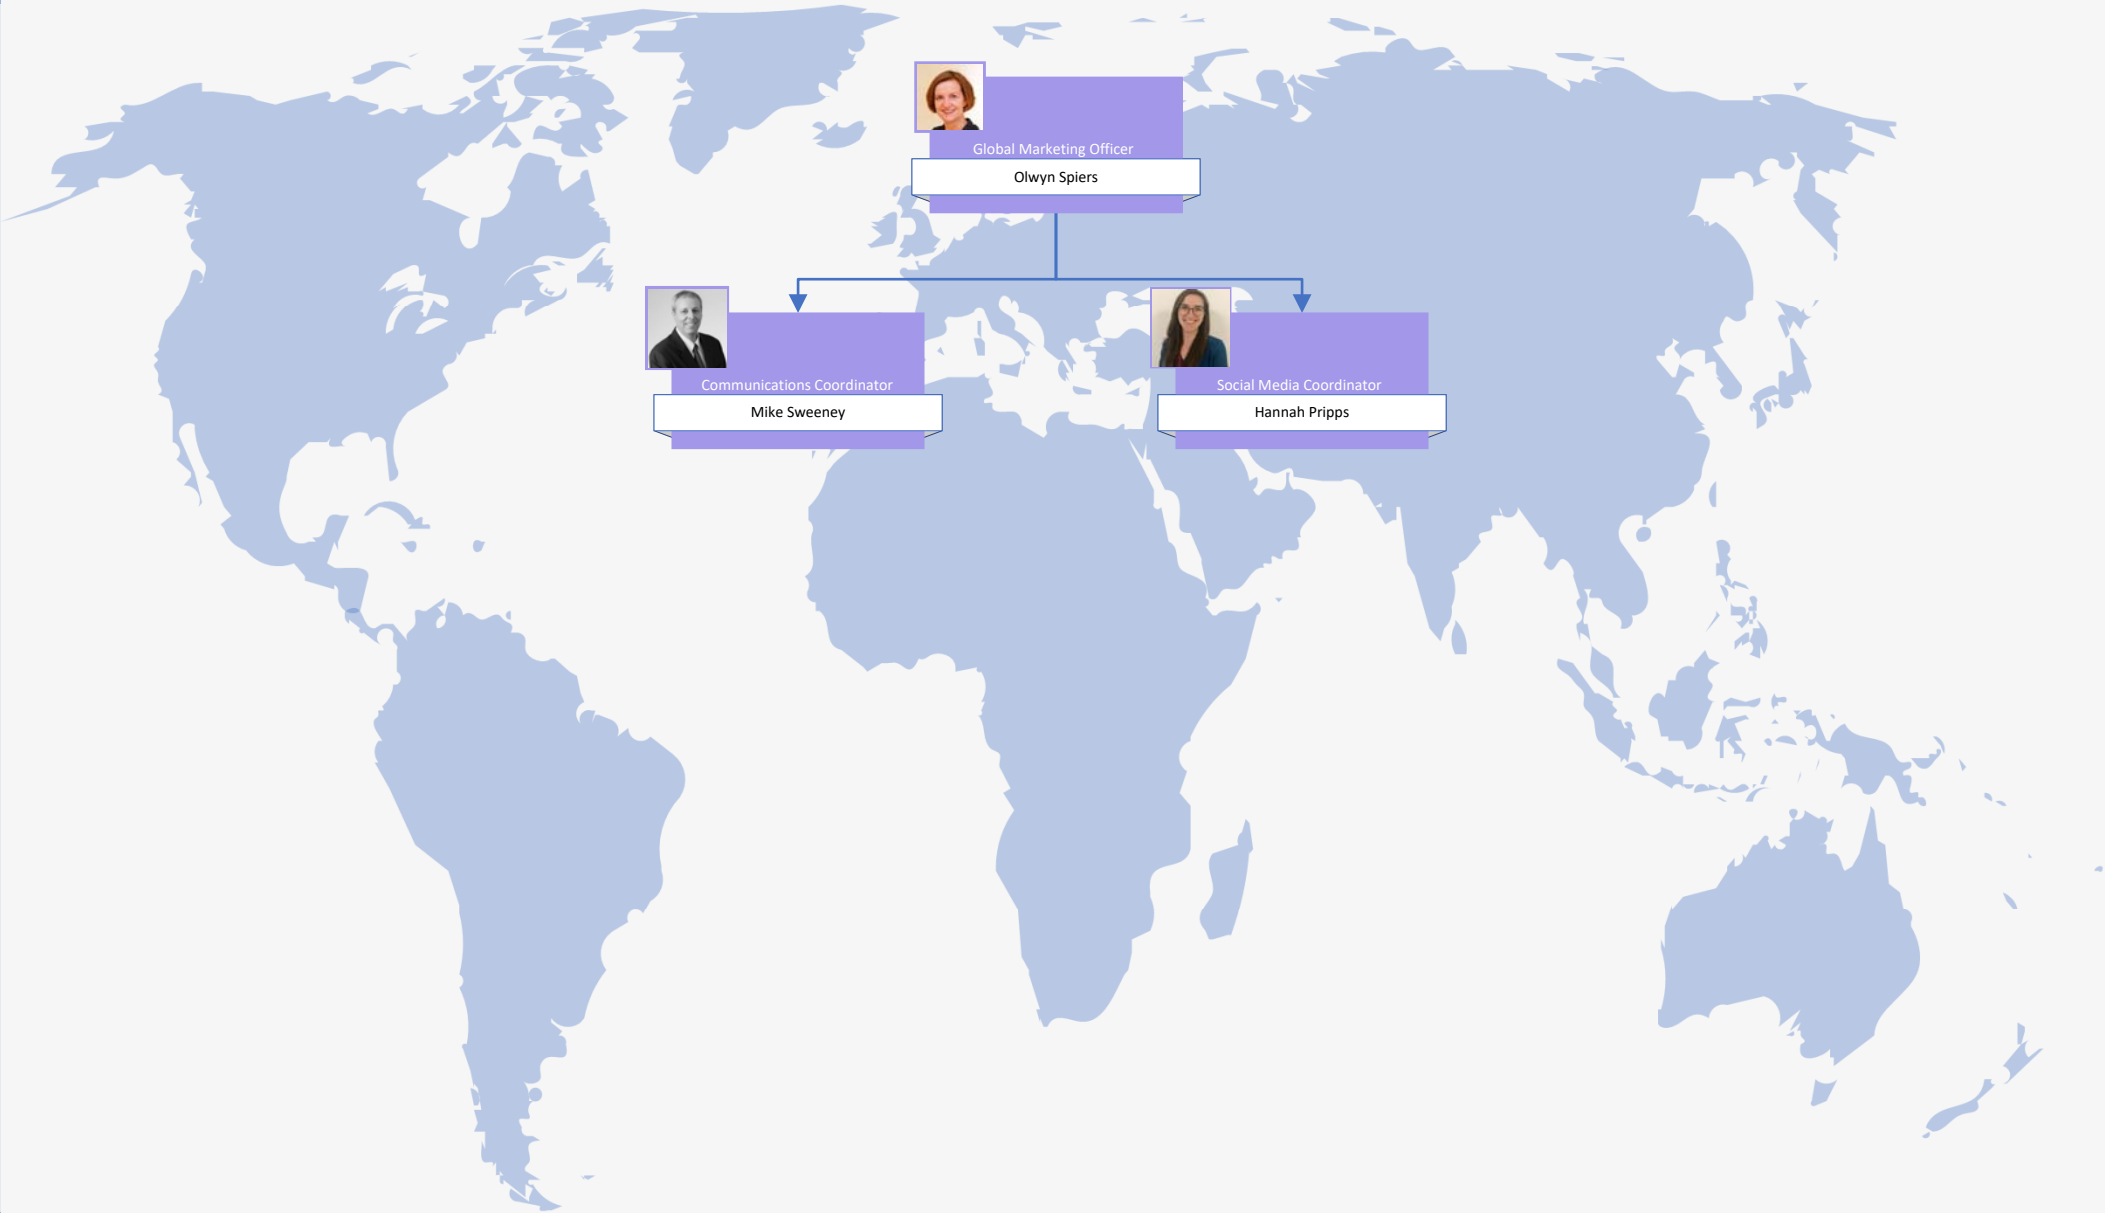 Global Marketing Officer
Olwyn Spiers
Communications Coordinator
Mike Sweeney
Social Media Coordinator
Hannah Pripps